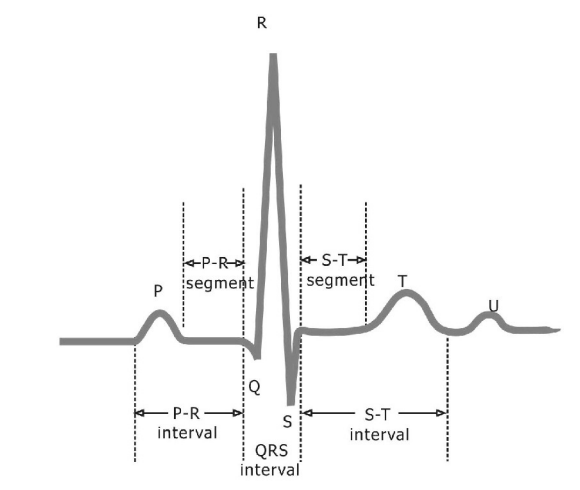 R
P-R
segment
S-T
segment
P
T
U
Q
S
P-R
interval
QRS
interval
S-T
interval